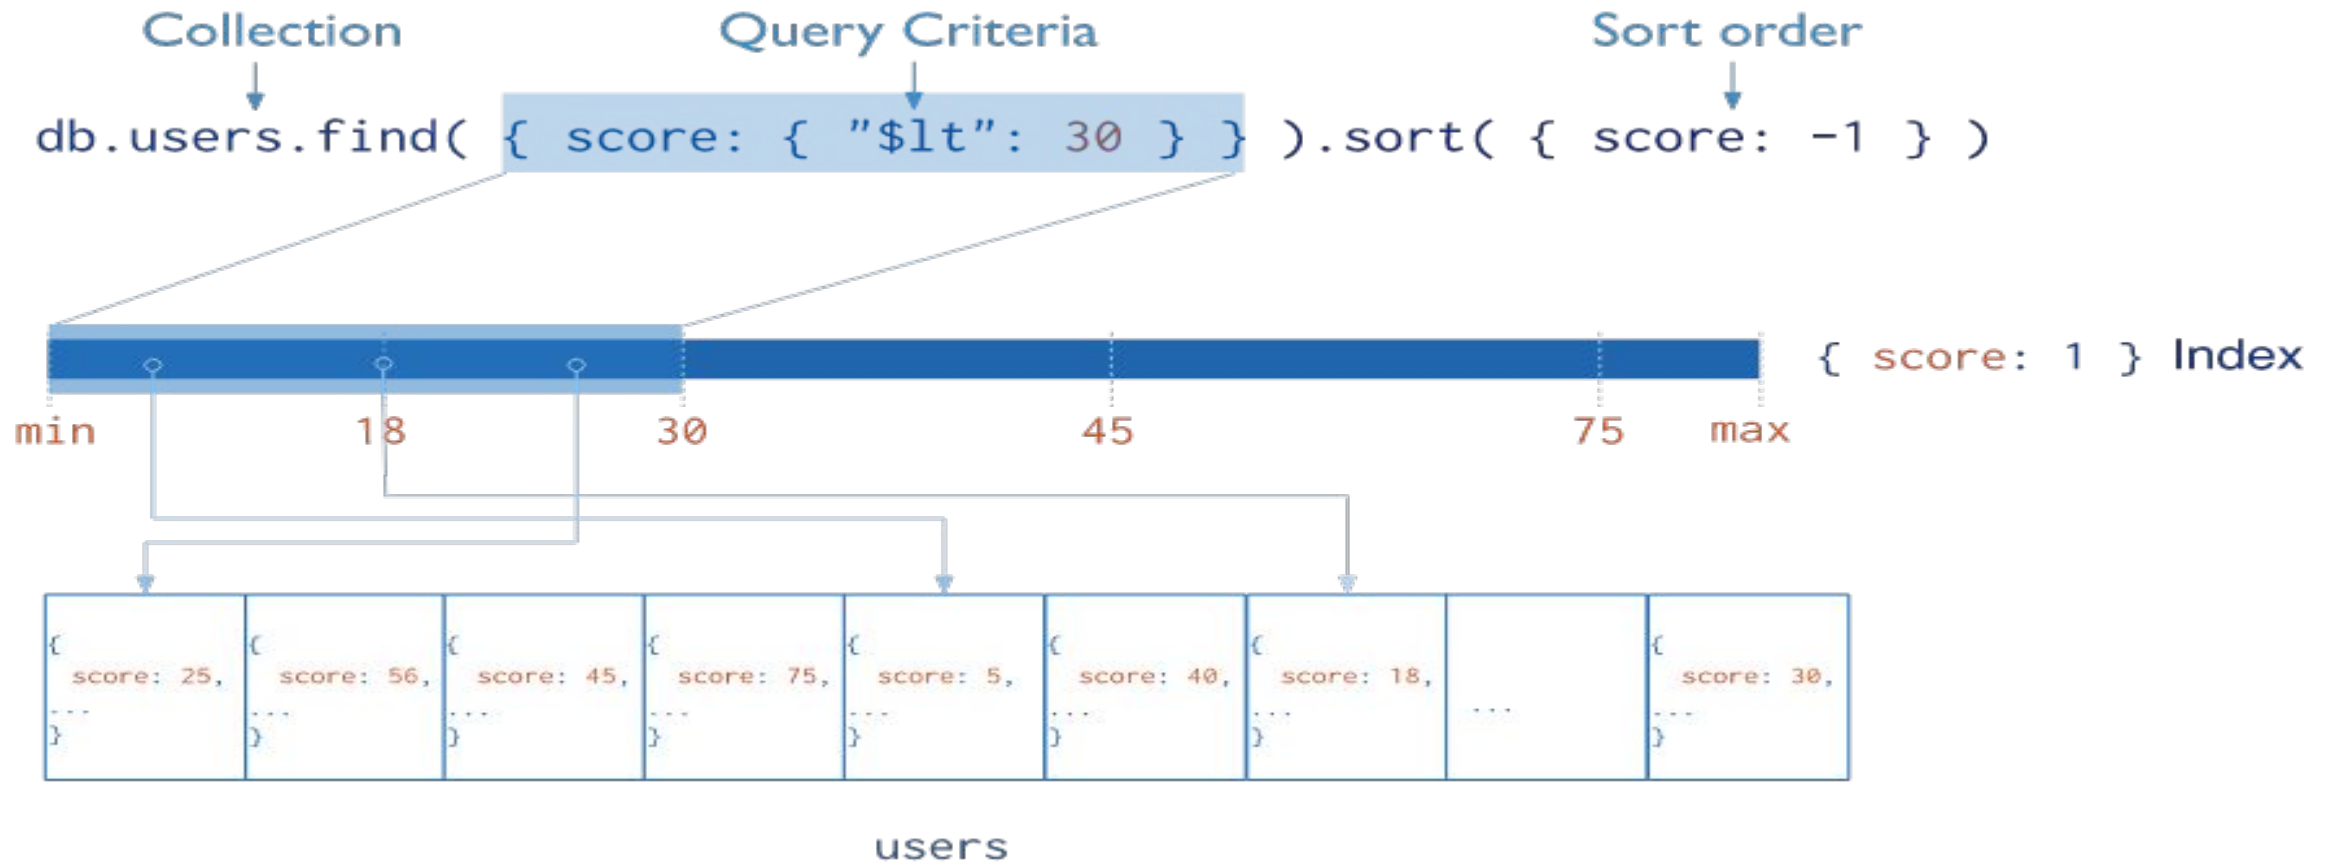 Collection Query Criteria Sort order
db.users.find( { score: { "$lt": 30 } } ).sort( { score: -1 } )
{ score: 1 } Index
min 18 30 45 75 max
{ { { { { { { {
score: 25, score: 56, score: 45, score: 75, score: 5, score: 40, score: 18, score: 30,
... ... ... ... ... ... ... ... ...
} } } } } } } }
users